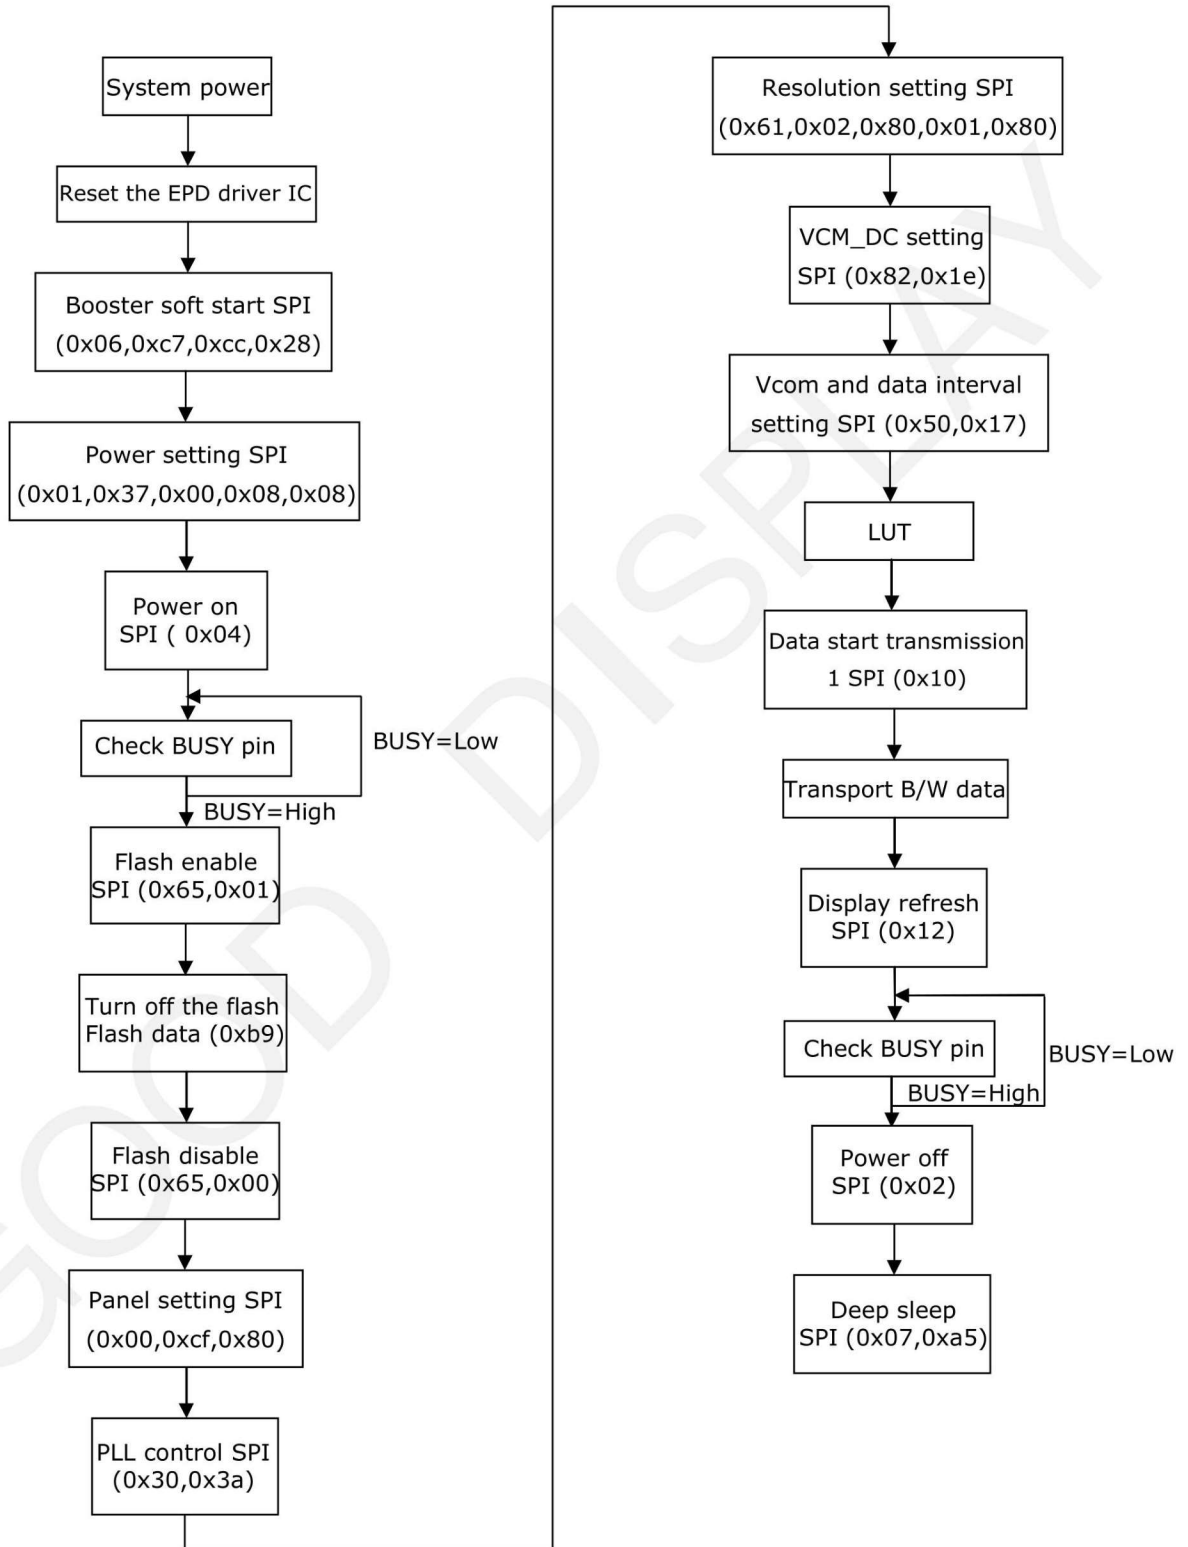 System power
Reset the EPD driver IC
Booster soft start SPI
(0x06,0xc7,0xcc,0x28)
Power setting SPI
(0x01,0x37,0x00,0x08,0x08)
Power on
SPI ( 0x04)
Check BUSY pin
BUSY=Low
BUSY=High
Flash enable
SPI (0x65,0x01)
Turn off the flash
Flash data (0xb9)
Flash disable
SPI (0x65,0x00)
Panel setting SPI
(0x00,0xcf,0x80)
PLL control SPI
(0x30,0x3a)
Resolution setting SPI
(0x61,0x02,0x80,0x01,0x80)
VCM_DC setting
SPI (0x82,0x1e)
Vcom and data interval
setting SPI (0x50,0x17)
LUT
Data start transmission
1 SPI (0x10)
Transport B/W data
Display refresh
SPI (0x12)
Check BUSY pin
BUSY=Low
BUSY=High
Power off
SPI (0x02)
Deep sleep
SPI (0x07,0xa5)
GOOD DISPLAY